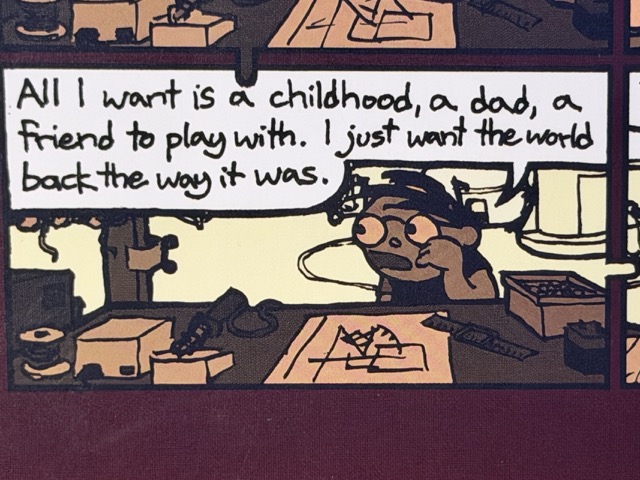 All I want is a childhood, a dad, a
friend to play with. I just want the world
back the way it was.